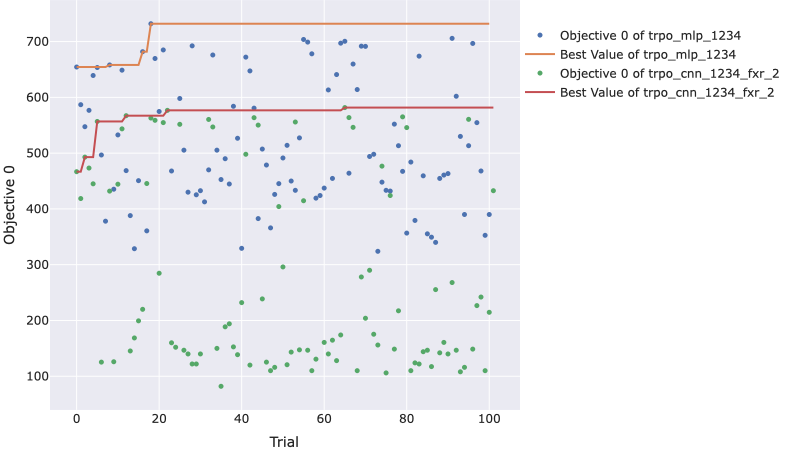 700
600
500
400
300
200
100
0
20
40
60
80
100
Objective 0
Trial
Objective 0 of trpo_mlp_1234
Best Value of trpo_mlp_1234
Objective 0 of trpo_cnn_1234_fxr_2
Best Value of trpo_cnn_1234_fxr_2